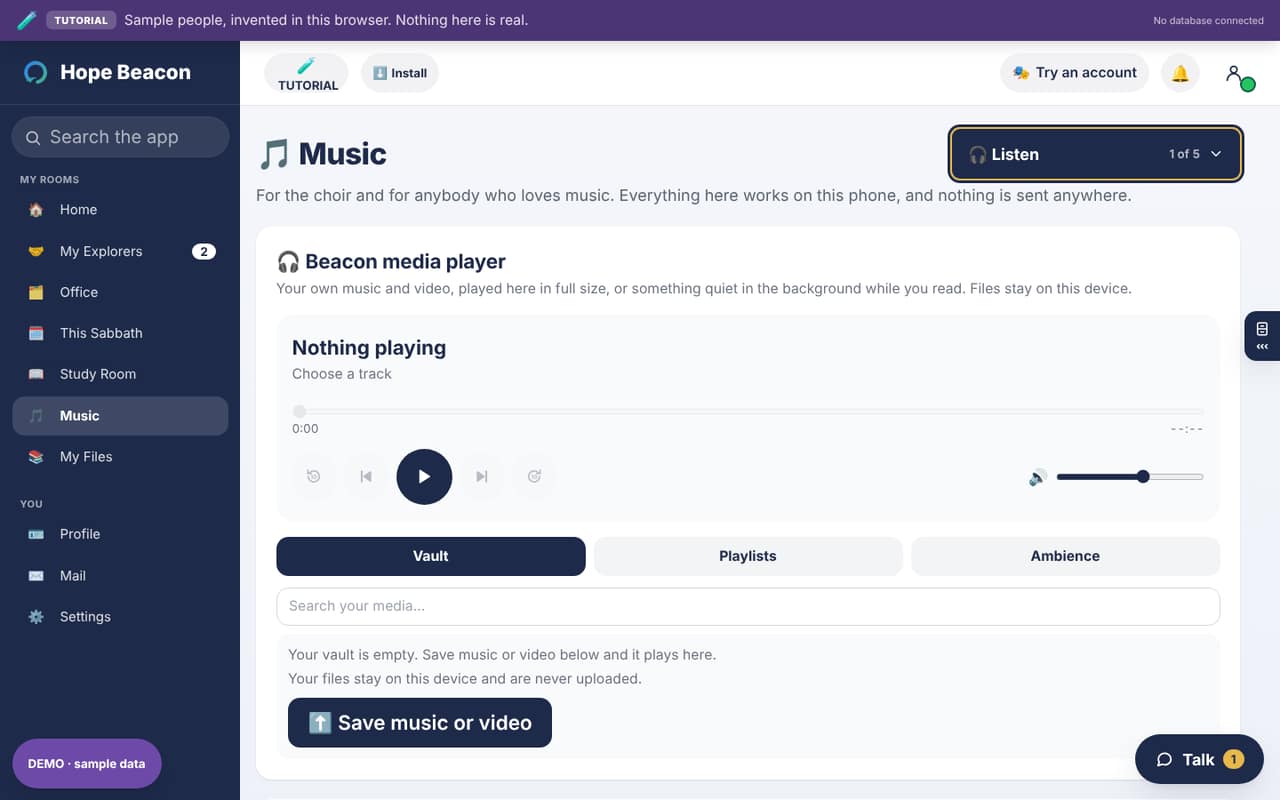 TUTORIAL Sample people, invented in this browser. Nothing here is real.
No database connected
Hope Beacon
TUTORIAL
Install
Try an account
Search the app
MY ROOMS
Home
My Explorers 2
Office
This Sabbath
Study Room
Music
My Files
YOU
Profile
Mail
Settings
DEMO · sample data
Music
Listen 1 of 5
For the choir and for anybody who loves music. Everything here works on this phone, and nothing is sent anywhere.
Beacon media player
Your own music and video, played here in full size, or something quiet in the background while you read. Files stay on this device.
Nothing playing
Choose a track
0:00 --:--
Vault Playlists Ambience
Search your media...
Your vault is empty. Save music or video below and it plays here.
Your files stay on this device and are never uploaded.
Save music or video
Talk 1